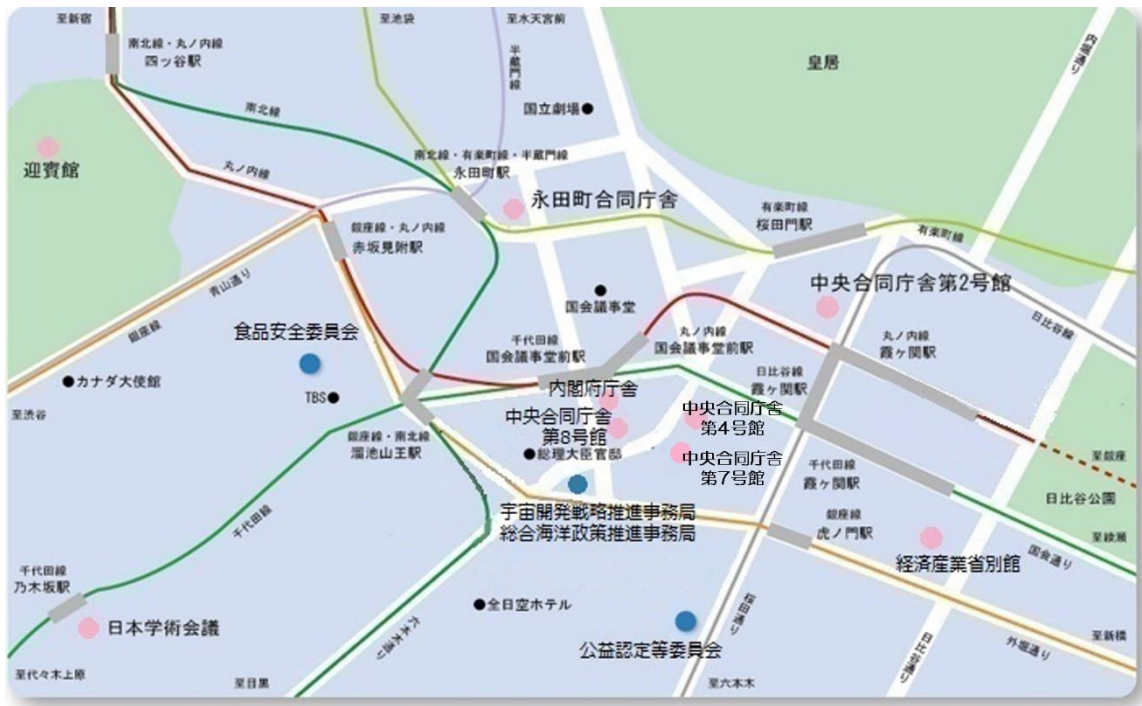 至新宿
至池袋
至水天宮前
内堀通り
南北線・丸ノ内線
四ッ谷駅
半蔵門線
皇居
南北線
国立劇場●
迎賓館
丸ノ内線
南北線・有楽町線・半蔵門線
永田町駅
永田町合同庁舎
有楽町線
桜田門駅
有楽町線
銀座線・丸ノ内線
赤坂見附駅
青山通り
銀座線
国会議事堂
中央合同庁舎第2号館
日比谷線
食品安全委員会
千代田線
国会議事堂前駅
丸ノ内線
国会議事堂前駅
丸ノ内線
霞ヶ関駅
●カナダ大使館
TBS●
内閣府庁舎
日比谷線
霞ヶ関駅
至渋谷
中央合同庁舎
第8号館
中央合同庁舎
第4号館
銀座線・南北線
溜池山王駅
●総理大臣官邸
中央合同庁舎
第7号館
千代田線
霞ヶ関駅
至銀座
日比谷公園
千代田線
宇宙開発戦略推進事務局
総合海洋政策推進事務局
銀座線
虎ノ門駅
至綾瀬
経済産業省別館
国会通り
千代田線
乃木坂駅
日本学術会議
●全日空ホテル
六本木通り
公益認定等委員会
桜田通り
日比谷通り
外堀通り
至新橋
至代々木上原
至目黒
至六本木